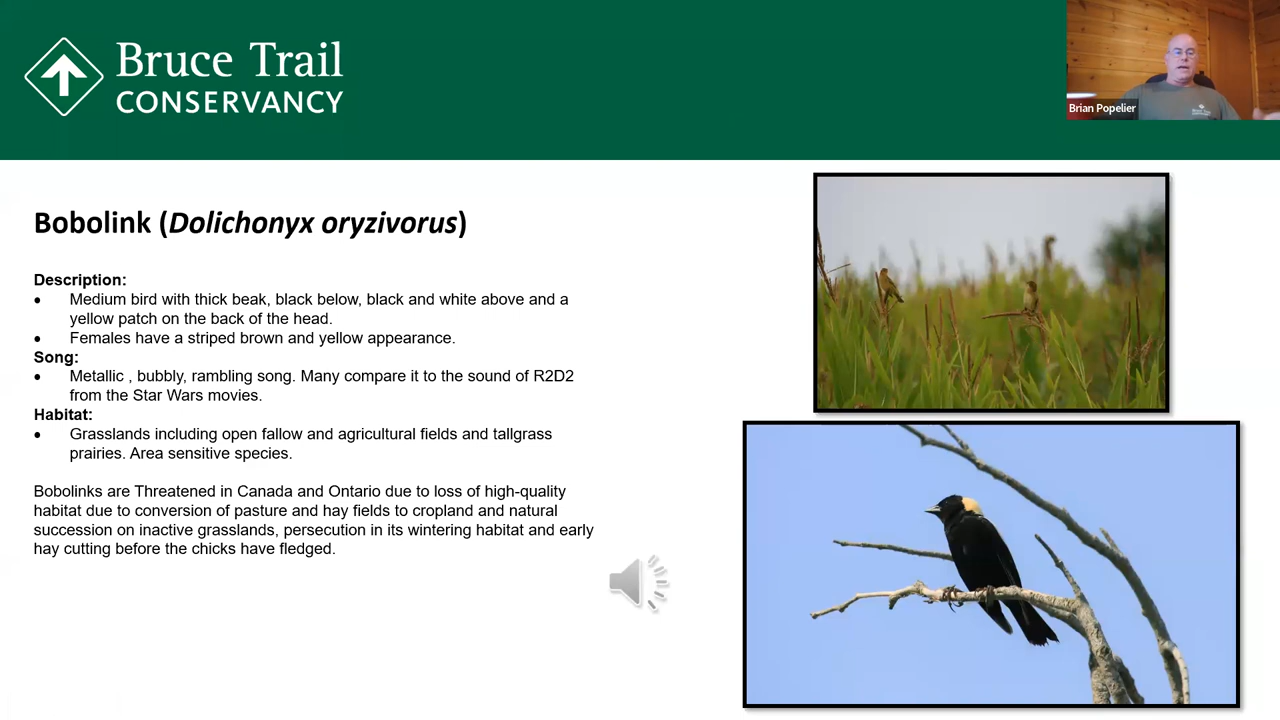 Bruce Trail
CONSERVANCY
Brian Popelier
Bobolink (Dolichonyx oryzivorus)
Description:
• Medium bird with thick beak, black below, black and white above and a
yellow patch on the back of the head.
• Females have a striped brown and yellow appearance.
Song:
• Metallic , bubbly, rambling song. Many compare it to the sound of R2D2
from the Star Wars movies.
Habitat:
• Grasslands including open fallow and agricultural fields and tallgrass
prairies. Area sensitive species.
Bobolinks are Threatened in Canada and Ontario due to loss of high-quality
habitat due to conversion of pasture and hay fields to cropland and natural
succession on inactive grasslands, persecution in its wintering habitat and early
hay cutting before the chicks have fledged.